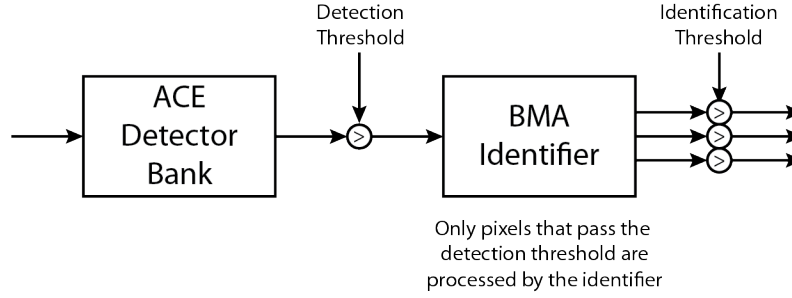 Detection
Threshold
Identification
Threshold
ACE
Detector
Bank
>
BMA
Identifier
>
>
>
Only pixels that pass the
detection threshold are
processed by the identifier